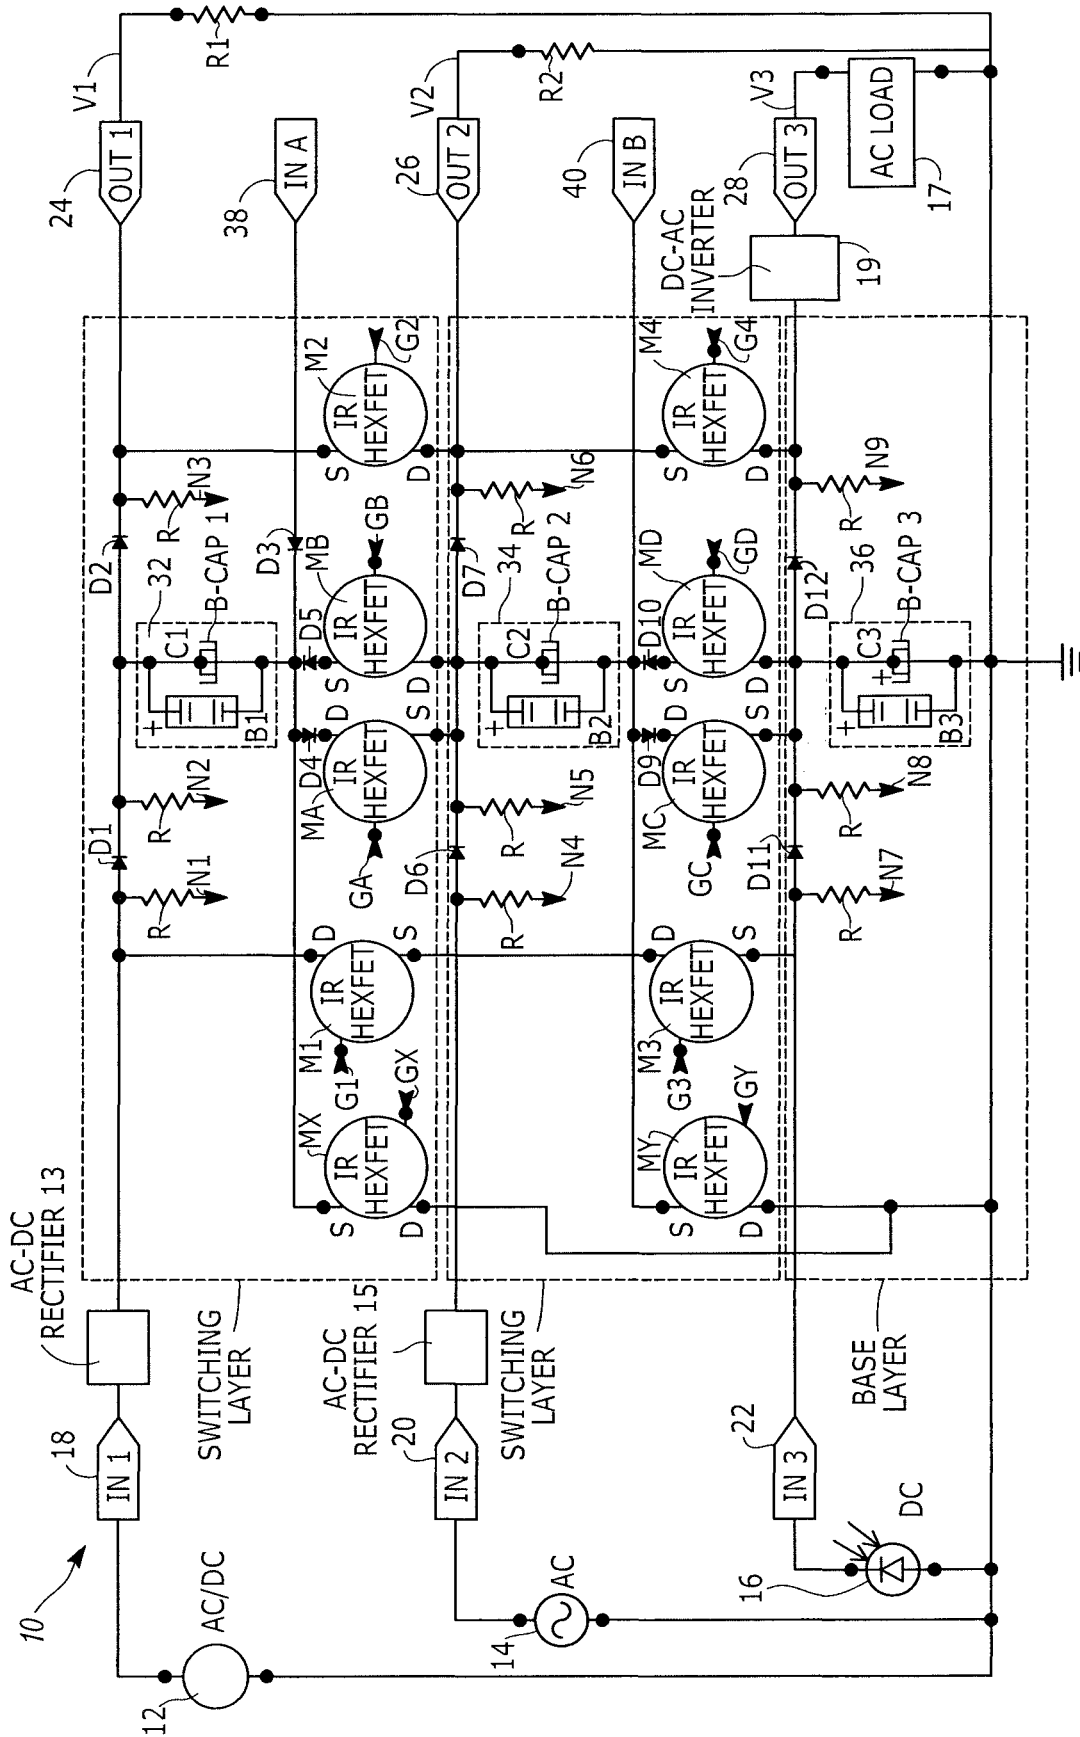 10
12
AC/DC
14
AC
16
DC
18
IN 1
20
IN 2
22
IN 3
AC-DC
RECTIFIER 13
AC-DC
RECTIFIER 15
SWITCHING
LAYER
SWITCHING
LAYER
BASE
LAYER
MX
IR
HEXFET
GX
S
D
M1
IR
HEXFET
G1
D
S
MY
IR
HEXFET
GY
S
D
M3
IR
HEXFET
G3
D
S
D1
R
N1
R
N2
D2
R
N3
32
B-CAP 1
C1
+
B1
D3
D4
D5
MA
IR
HEXFET
GA
D
S
MB
IR
HEXFET
GB
S
D
M2
IR
HEXFET
G2
S
D
D6
R
N4
R
N5
D7
R
N6
34
B-CAP 2
C2
+
B2
D9
D10
MC
IR
HEXFET
GC
D
S
MD
IR
HEXFET
GD
S
D
M4
IR
HEXFET
G4
S
D
D11
R
N7
R
N8
D12
R
N9
36
B-CAP 3
C3
+
+
B3
DC-AC
INVERTER
19
24
OUT 1
V1
R1
38
IN A
26
OUT 2
V2
R2
40
IN B
28
OUT 3
V3
AC LOAD
17